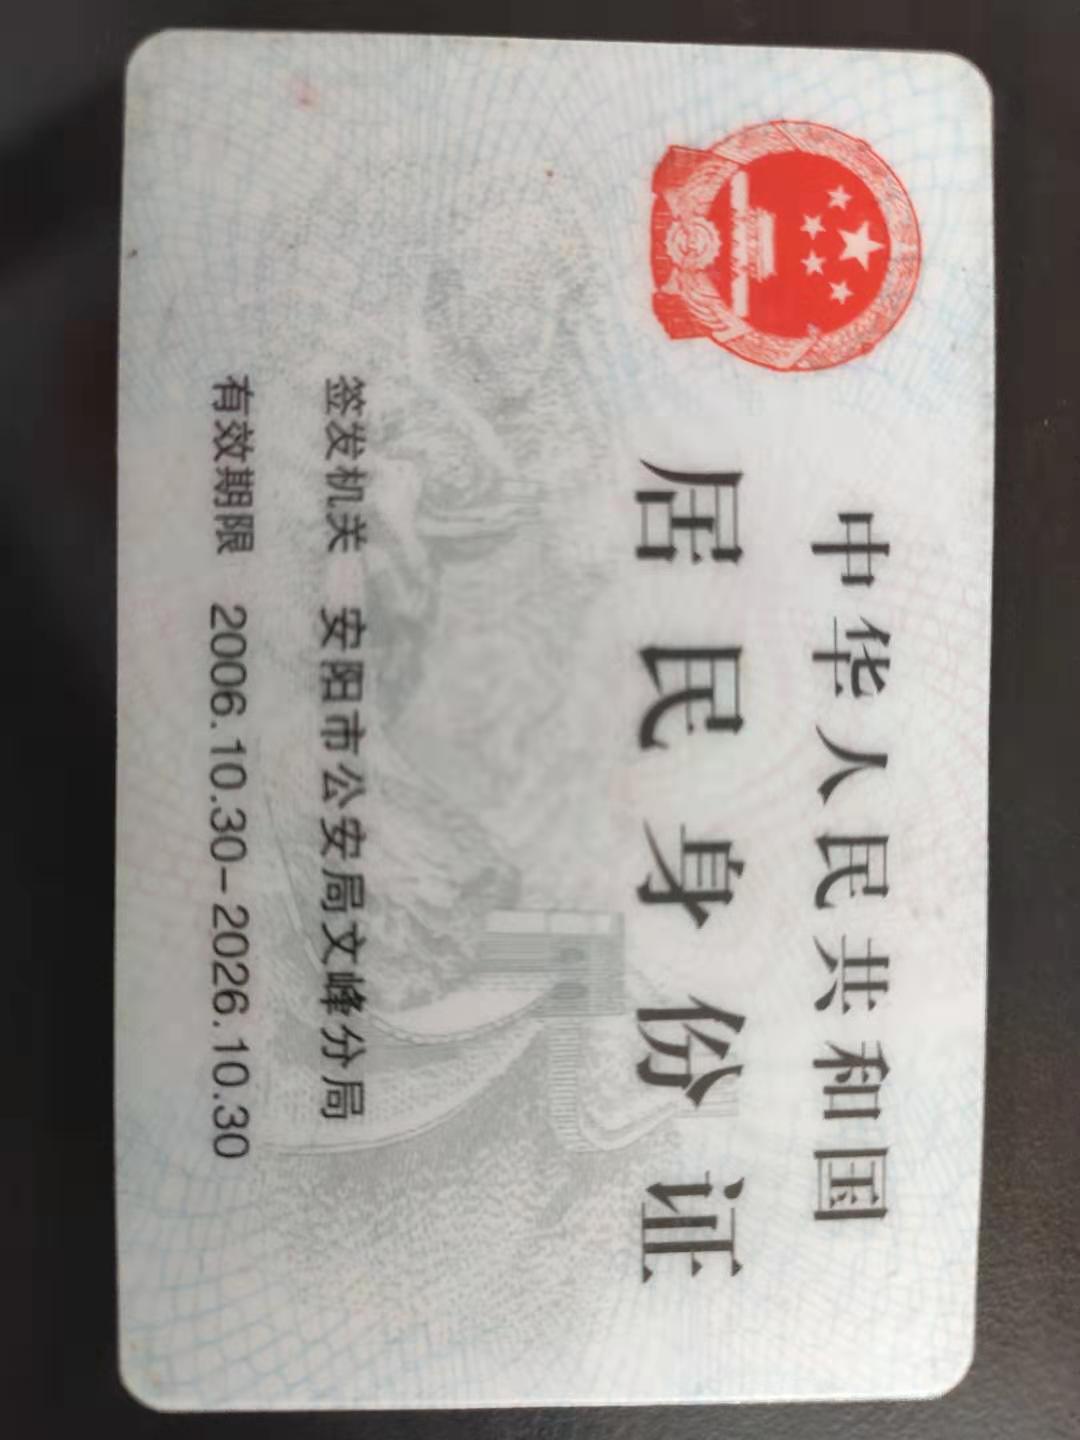 中华人民共和国
居民身份证
签发机关 安阳市公安局文峰分局
有效期限 2006.10.30-2026.10.30